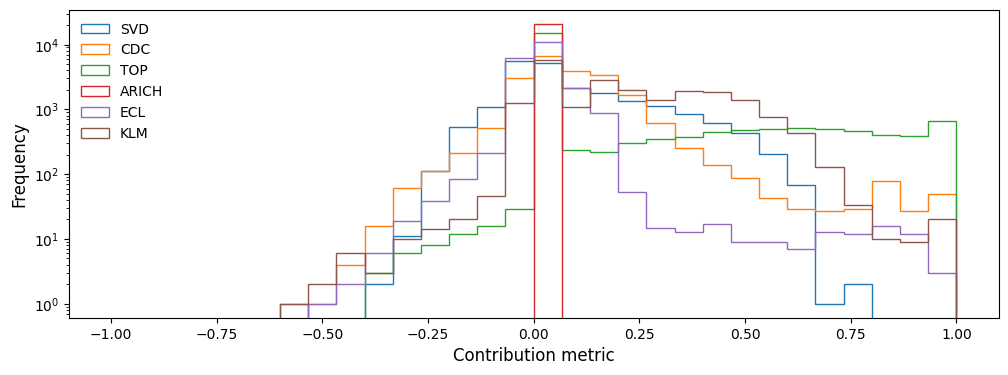 SVD
CDC
TOP
ARICH
ECL
KLM
Frequency
10⁴
10³
10²
10¹
10⁰
−1.00 −0.75 −0.50 −0.25 0.00 0.25 0.50 0.75 1.00
Contribution metric